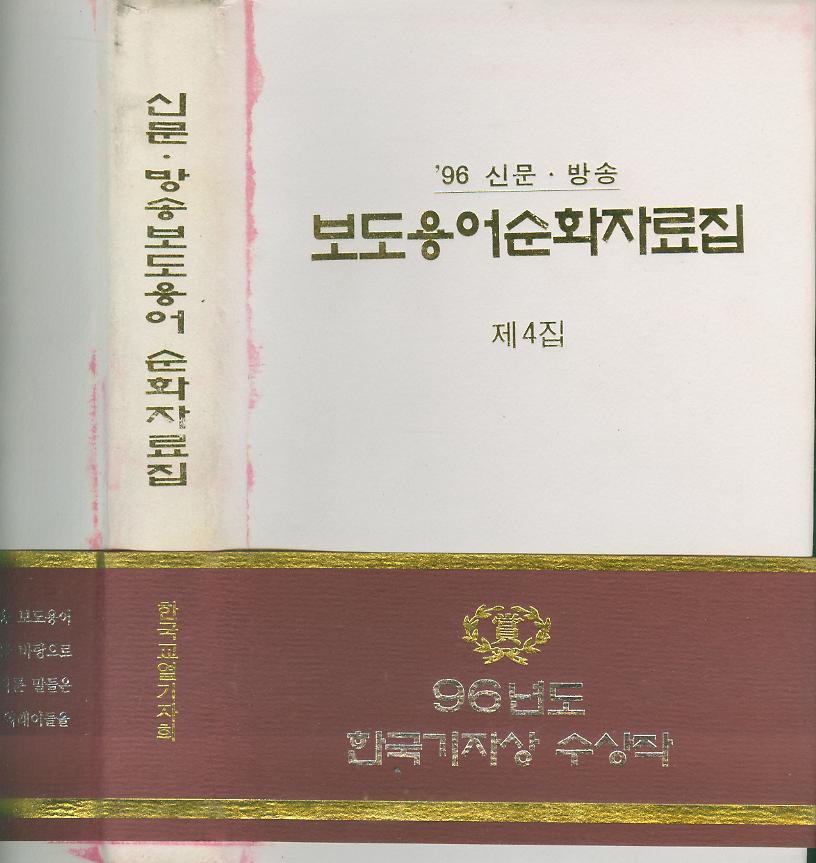 신문·방송보도용어 순화자료집
한국교열기자회
'96 신문·방송
보도용어순화자료집
제4집
賞
96년도
한국기자상 수상작
보도용어
바탕으로
말들은